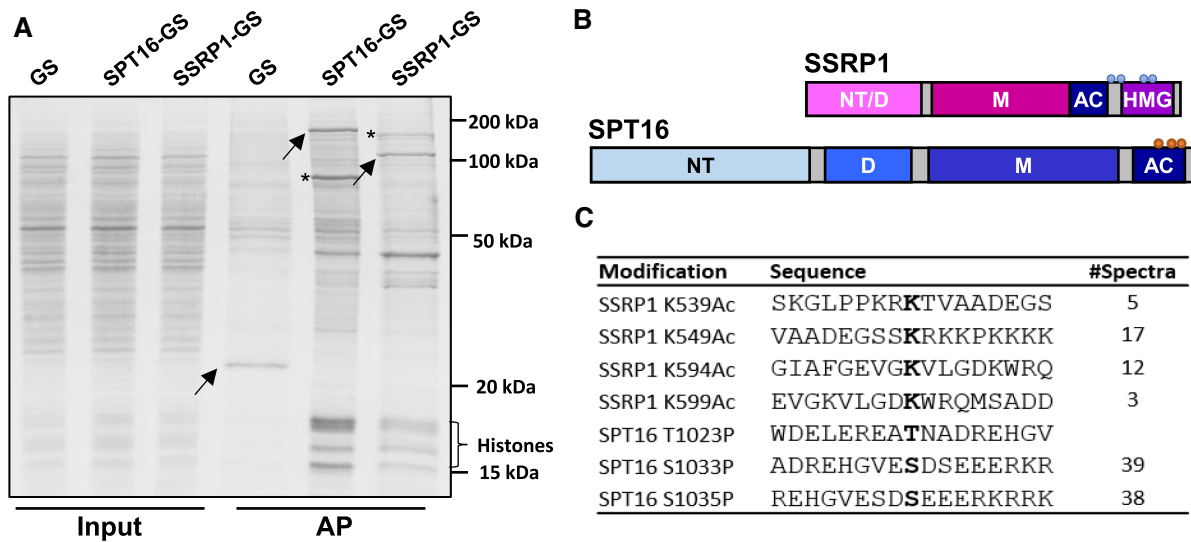 A
GS
SPT16-GS
SSRP1-GS
GS
SPT16-GS
SSRP1-GS
*
*
200 kDa
100 kDa
50 kDa
20 kDa
Histones
15 kDa
Input
AP
B
SSRP1
NT/D M AC HMG
SPT16
NT D M AC
C
Modification Sequence #Spectra
SSRP1 K539Ac SKGLPPKRKTVAADEGS 5
SSRP1 K549Ac VAADEGSSKRKKPKKKK 17
SSRP1 K594Ac GIAFGEVGKVLGDKWRQ 12
SSRP1 K599Ac EVGKVLGDKWRQMSADD 3
SPT16 T1023P WDELEREATNADREHGV
SPT16 S1033P ADREHGVESDSEEERKR 39
SPT16 S1035P REHGVESDSEEERKRRK 38